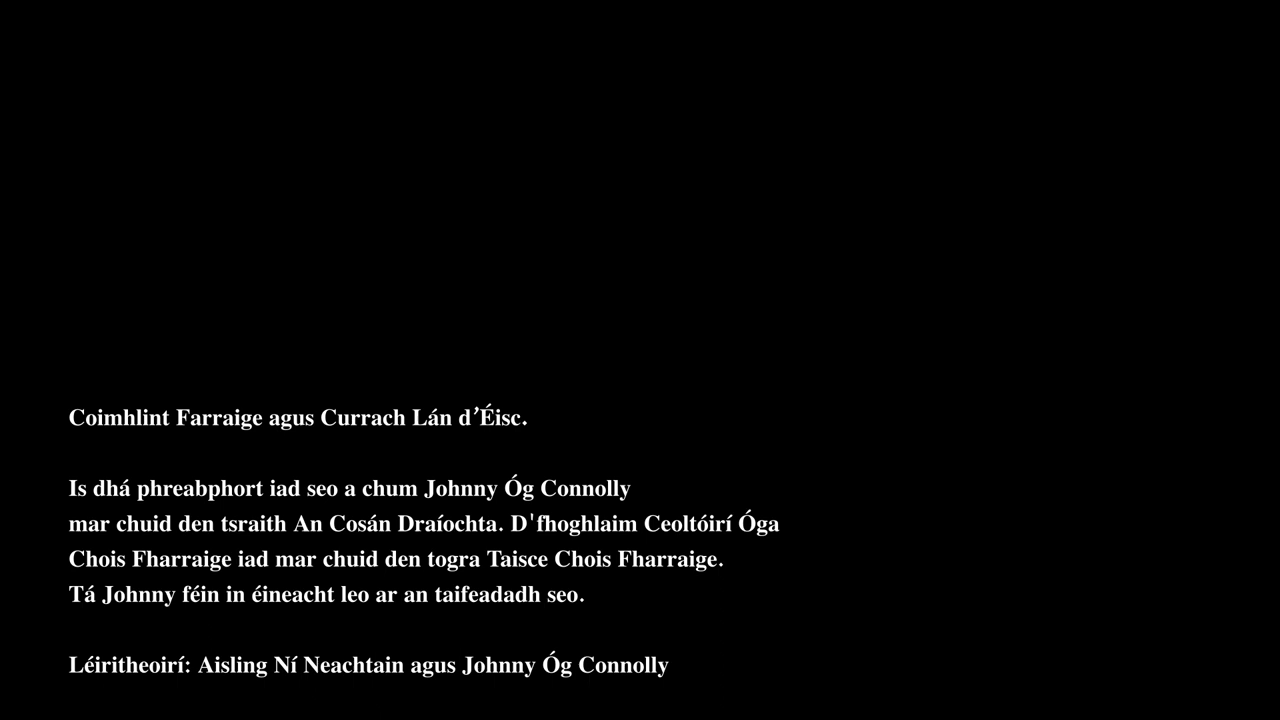 Coimhlint Farraige agus Currach Lán d’Éisc.
Is dhá phreabphort iad seo a chum Johnny Óg Connolly
mar chuid den tsraith An Cosán Draíochta. D'fhoghlaim Ceoltóirí Óga
Chois Fharraige iad mar chuid den togra Taisce Chois Fharraige.
Tá Johnny féin in éineacht leo ar an taifeadadh seo.
Léiritheoirí: Aisling Ní Neachtain agus Johnny Óg Connolly